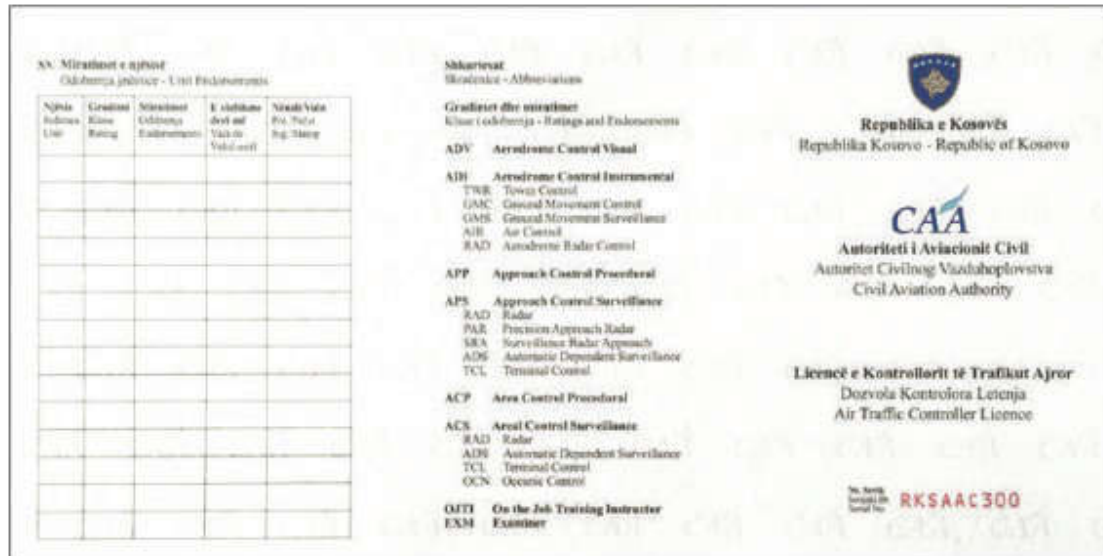 XV. Miratimet e njësisë
Odobrenja jedinice - Unit Endorsements
Njësia Gradimi Miratimet E vlefshme deri më Nënsh/Vula
Jedinica Klasa Odobrenja Važi do Pot. Pečat
Unit Rating Endorsements Valid until Sig. Stamp
Shkurtesat
Skraćenice - Abbreviations
Gradimet dhe miratimet
Klase i odobrenja - Ratings and Endorsements
ADV Aerodrome Control Visual
ADI Aerodrome Control Instrumental
TWR Tower Control
GMC Ground Movement Control
GMS Ground Movement Surveillance
AIR Air Control
RAD Aerodrome Radar Control
APP Approach Control Procedural
APS Approach Control Surveillance
RAD Radar
PAR Precision Approach Radar
SRA Surveillance Radar Approach
ADS Automatic Dependent Surveillance
TCL Terminal Control
ACP Area Control Procedural
ACS Areal Control Surveillance
RAD Radar
ADS Automatic Dependent Surveillance
TCL Terminal Control
OCN Oceanic Control
OJTI On the Job Training Instructor
EXM Examiner
Republika e Kosovës
Republika Kosovo - Republic of Kosovo
CAA
Autoriteti i Aviacionit Civil
Autoritet Civilnog Vazduhoplovstva
Civil Aviation Authority
Licencë e Kontrollorit të Trafikut Ajror
Dozvola Kontrolora Letenja
Air Traffic Controller Licence
RKSAAC300